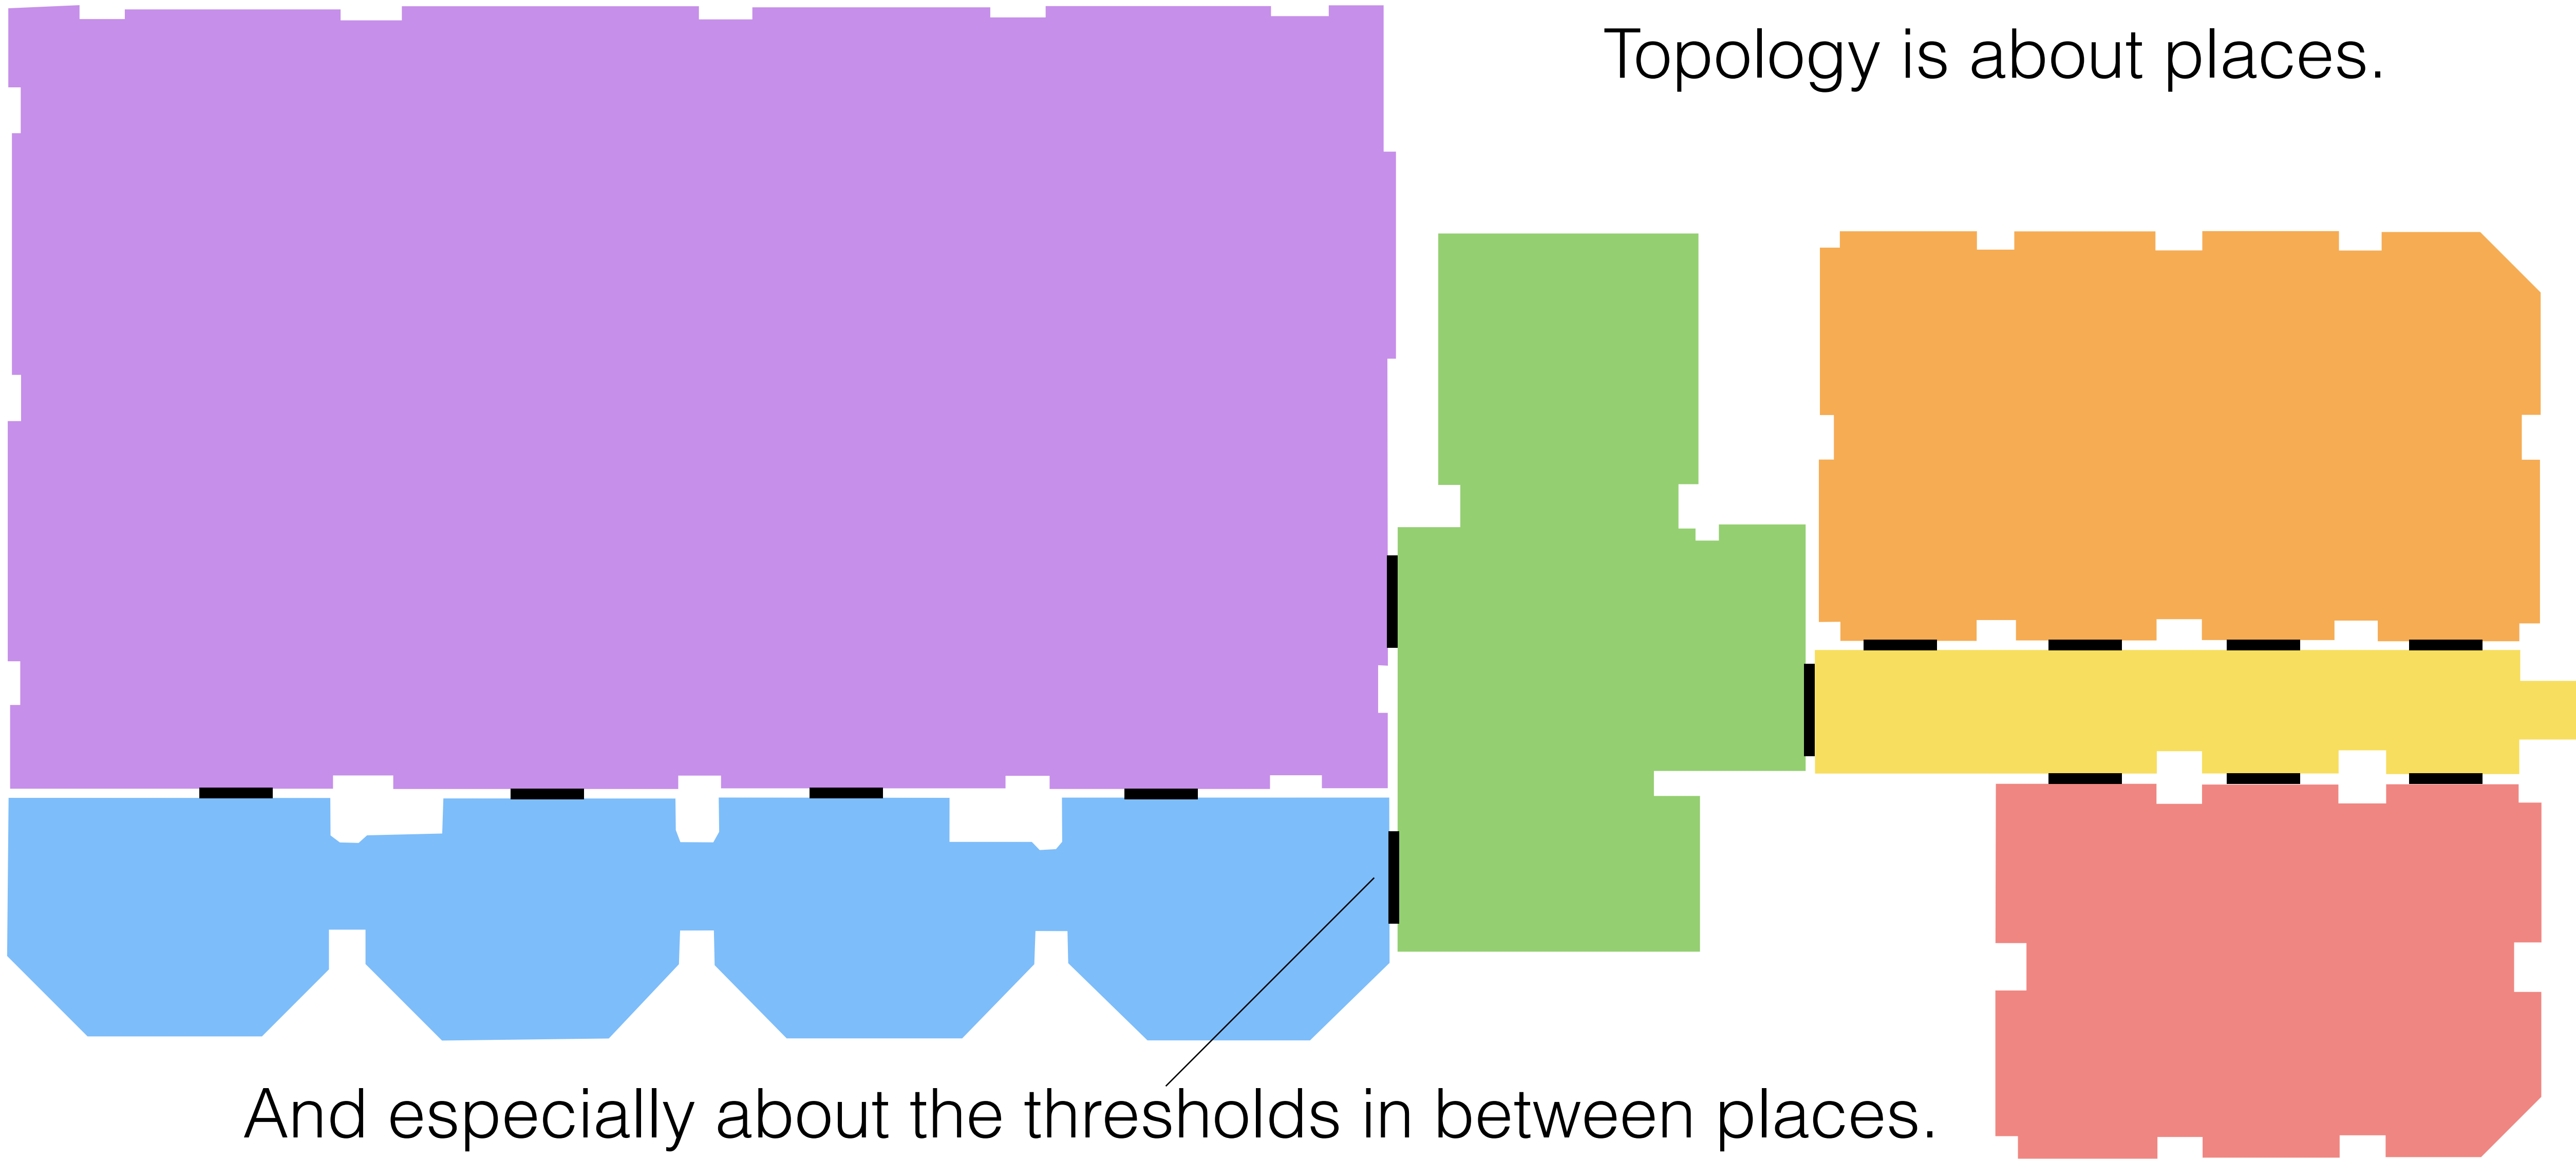 Topology is about places.
And especially about the thresholds in between places.